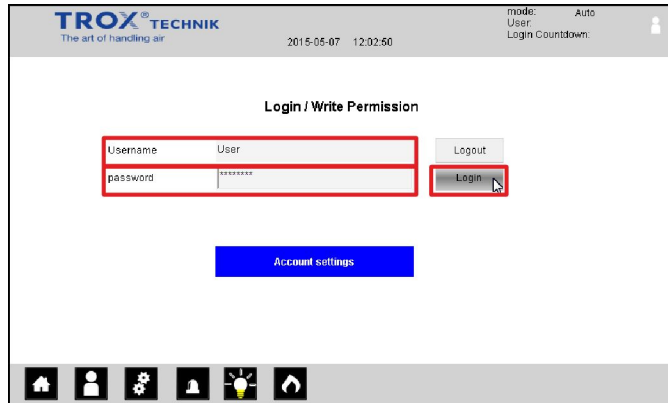 TROX® TECHNIK
The art of handling air
2015-05-07 12:02:50
mode: Auto
User:
Login Countdown:
Login / Write Permission
Username User
Logout
password ********
Login
Account settings